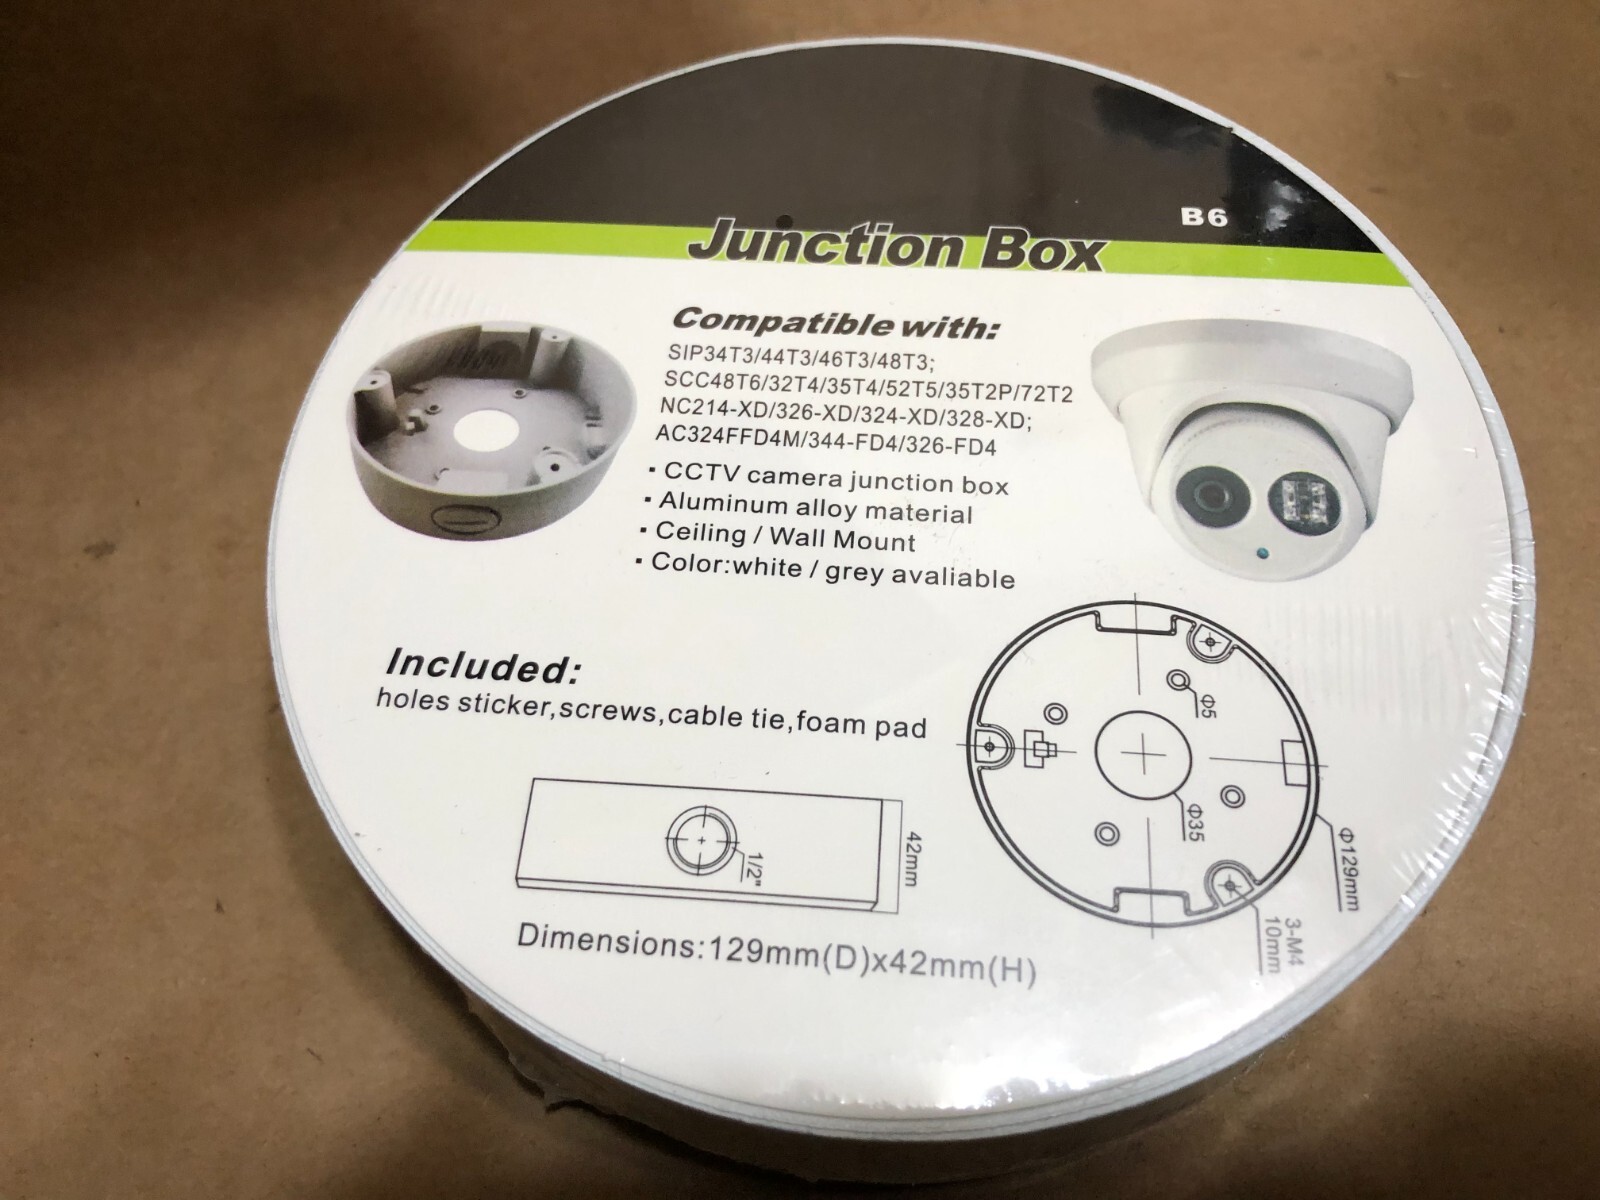 B6
Junction Box
Compatible with:
SIP34T3/44T3/46T3/48T3;
SCC48T6/32T4/35T4/52T5/35T2P/72T2
NC214-XD/326-XD/324-XD/328-XD;
AC324FFD4M/344-FD4/326-FD4
· CCTV camera junction box
· Aluminum alloy material
· Ceiling / Wall Mount
· Color:white / grey avaliable
Included:
holes sticker,screws,cable tie,foam pad
Φ5
Φ35
Φ129mm
3-M4
10mm
1/2"
42mm
Dimensions:129mm(D)x42mm(H)